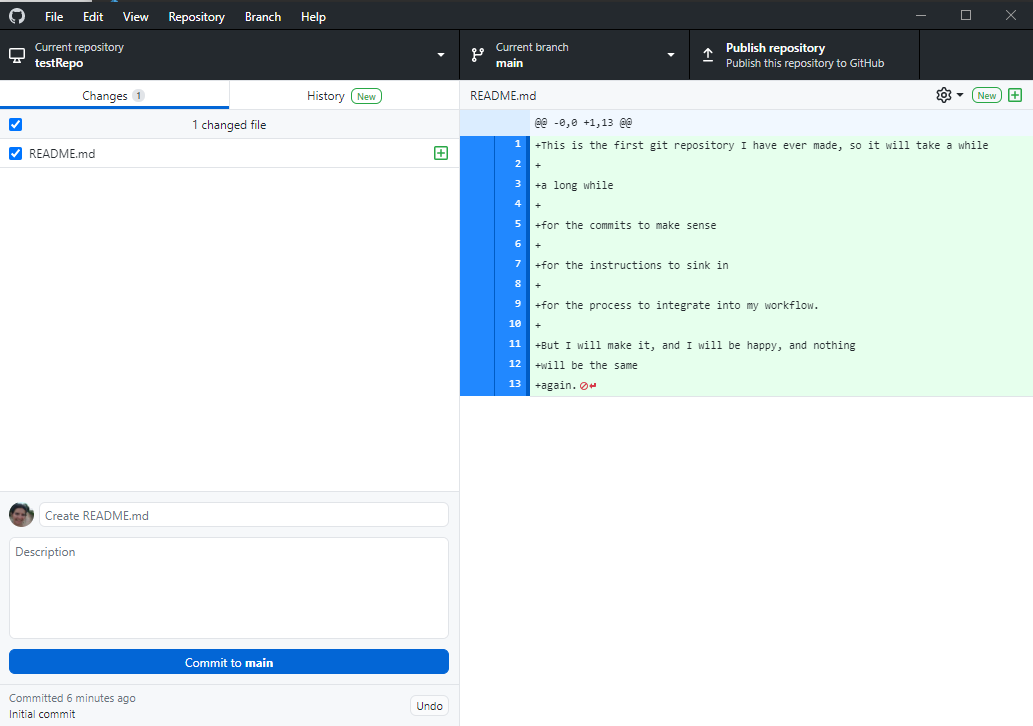 File Edit View Repository Branch Help
Current repository
testRepo
Current branch
main
Publish repository
Publish this repository to GitHub
Changes 1
History New
1 changed file
README.md
README.md
New
@@ -0,0 +1,13 @@
1 +This is the first git repository I have ever made, so it will take a while
2 +
3 +a long while
4 +
5 +for the commits to make sense
6 +
7 +for the instructions to sink in
8 +
9 +for the process to integrate into my workflow.
10 +
11 +But I will make it, and I will be happy, and nothing
12 +will be the same
13 +again.
Create README.md
Description
Commit to main
Committed 6 minutes ago
Initial commit
Undo